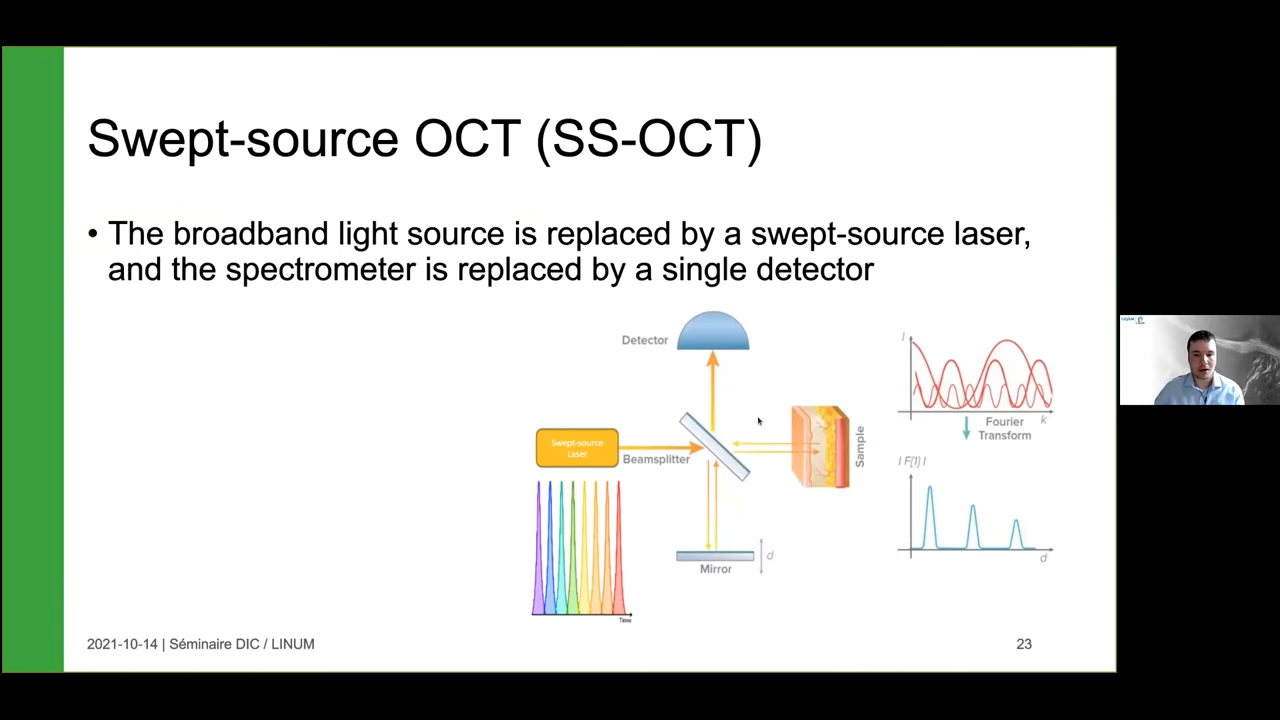 Swept-source OCT (SS-OCT)
• The broadband light source is replaced by a swept-source laser,
and the spectrometer is replaced by a single detector
Detector
Swept-source
Laser
Beamsplitter
Sample
Mirror
d
Time
I
k
Fourier
Transform
| F[1] |
d
2021-10-14 | Séminaire DIC / LINUM
23